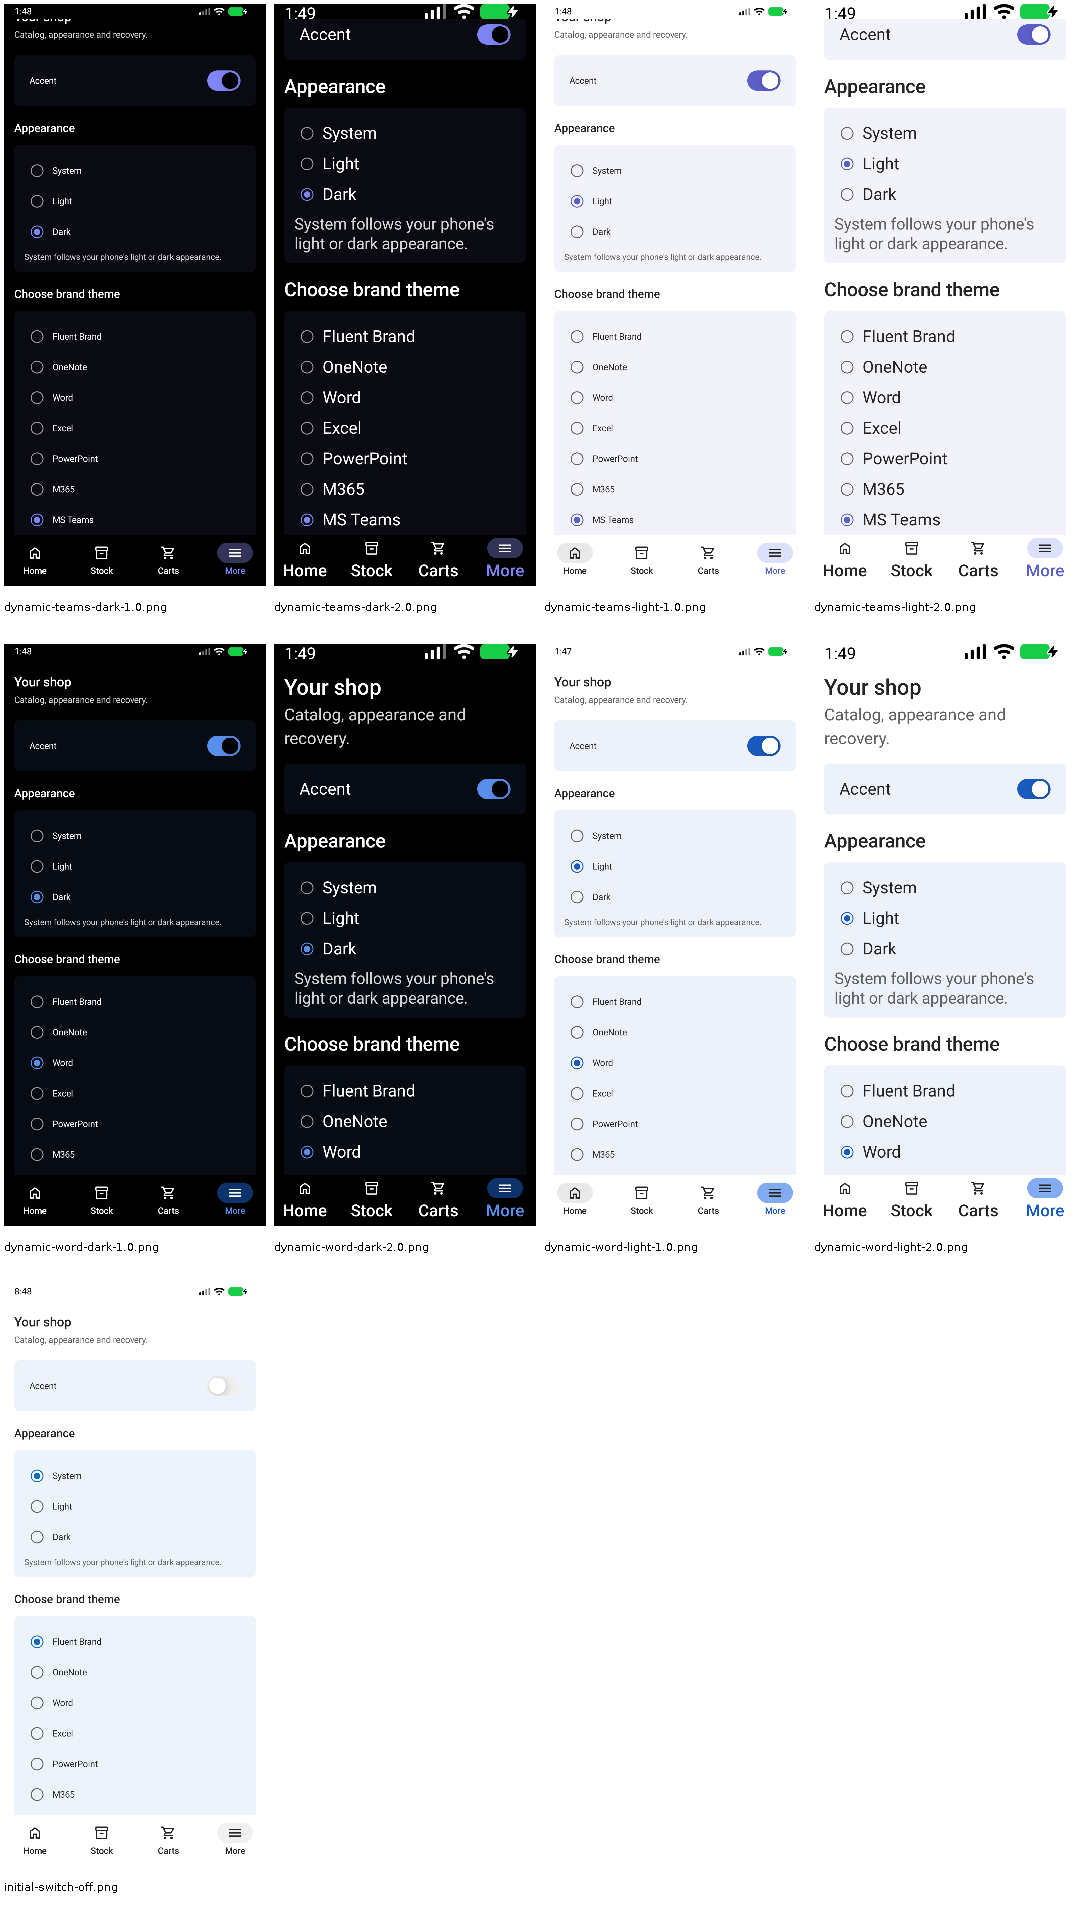 1:48
Your shop
Catalog, appearance and recovery.
Accent
Appearance
System
Light
Dark
System follows your phone's light or dark appearance.
Choose brand theme
Fluent Brand
OneNote
Word
Excel
PowerPoint
M365
MS Teams
Home
Stock
Carts
More
dynamic-teams-dark-1.0.png
1:49
Accent
Appearance
System
Light
Dark
System follows your phone's
light or dark appearance.
Choose brand theme
Fluent Brand
OneNote
Word
Excel
PowerPoint
M365
MS Teams
Home
Stock
Carts
More
dynamic-teams-dark-2.0.png
1:48
Your shop
Catalog, appearance and recovery.
Accent
Appearance
System
Light
Dark
System follows your phone's light or dark appearance.
Choose brand theme
Fluent Brand
OneNote
Word
Excel
PowerPoint
M365
MS Teams
Home
Stock
Carts
More
dynamic-teams-light-1.0.png
1:49
Accent
Appearance
System
Light
Dark
System follows your phone's
light or dark appearance.
Choose brand theme
Fluent Brand
OneNote
Word
Excel
PowerPoint
M365
MS Teams
Home
Stock
Carts
More
dynamic-teams-light-2.0.png
1:48
Your shop
Catalog, appearance and recovery.
Accent
Appearance
System
Light
Dark
System follows your phone's light or dark appearance.
Choose brand theme
Fluent Brand
OneNote
Word
Excel
PowerPoint
M365
Home
Stock
Carts
More
dynamic-word-dark-1.0.png
1:49
Your shop
Catalog, appearance and
recovery.
Accent
Appearance
System
Light
Dark
System follows your phone's
light or dark appearance.
Choose brand theme
Fluent Brand
OneNote
Word
Home
Stock
Carts
More
dynamic-word-dark-2.0.png
1:47
Your shop
Catalog, appearance and recovery.
Accent
Appearance
System
Light
Dark
System follows your phone's light or dark appearance.
Choose brand theme
Fluent Brand
OneNote
Word
Excel
PowerPoint
M365
Home
Stock
Carts
More
dynamic-word-light-1.0.png
1:49
Your shop
Catalog, appearance and
recovery.
Accent
Appearance
System
Light
Dark
System follows your phone's
light or dark appearance.
Choose brand theme
Fluent Brand
OneNote
Word
Home
Stock
Carts
More
dynamic-word-light-2.0.png
8:48
Your shop
Catalog, appearance and recovery.
Accent
Appearance
System
Light
Dark
System follows your phone's light or dark appearance.
Choose brand theme
Fluent Brand
OneNote
Word
Excel
PowerPoint
M365
Home
Stock
Carts
More
initial-switch-off.png